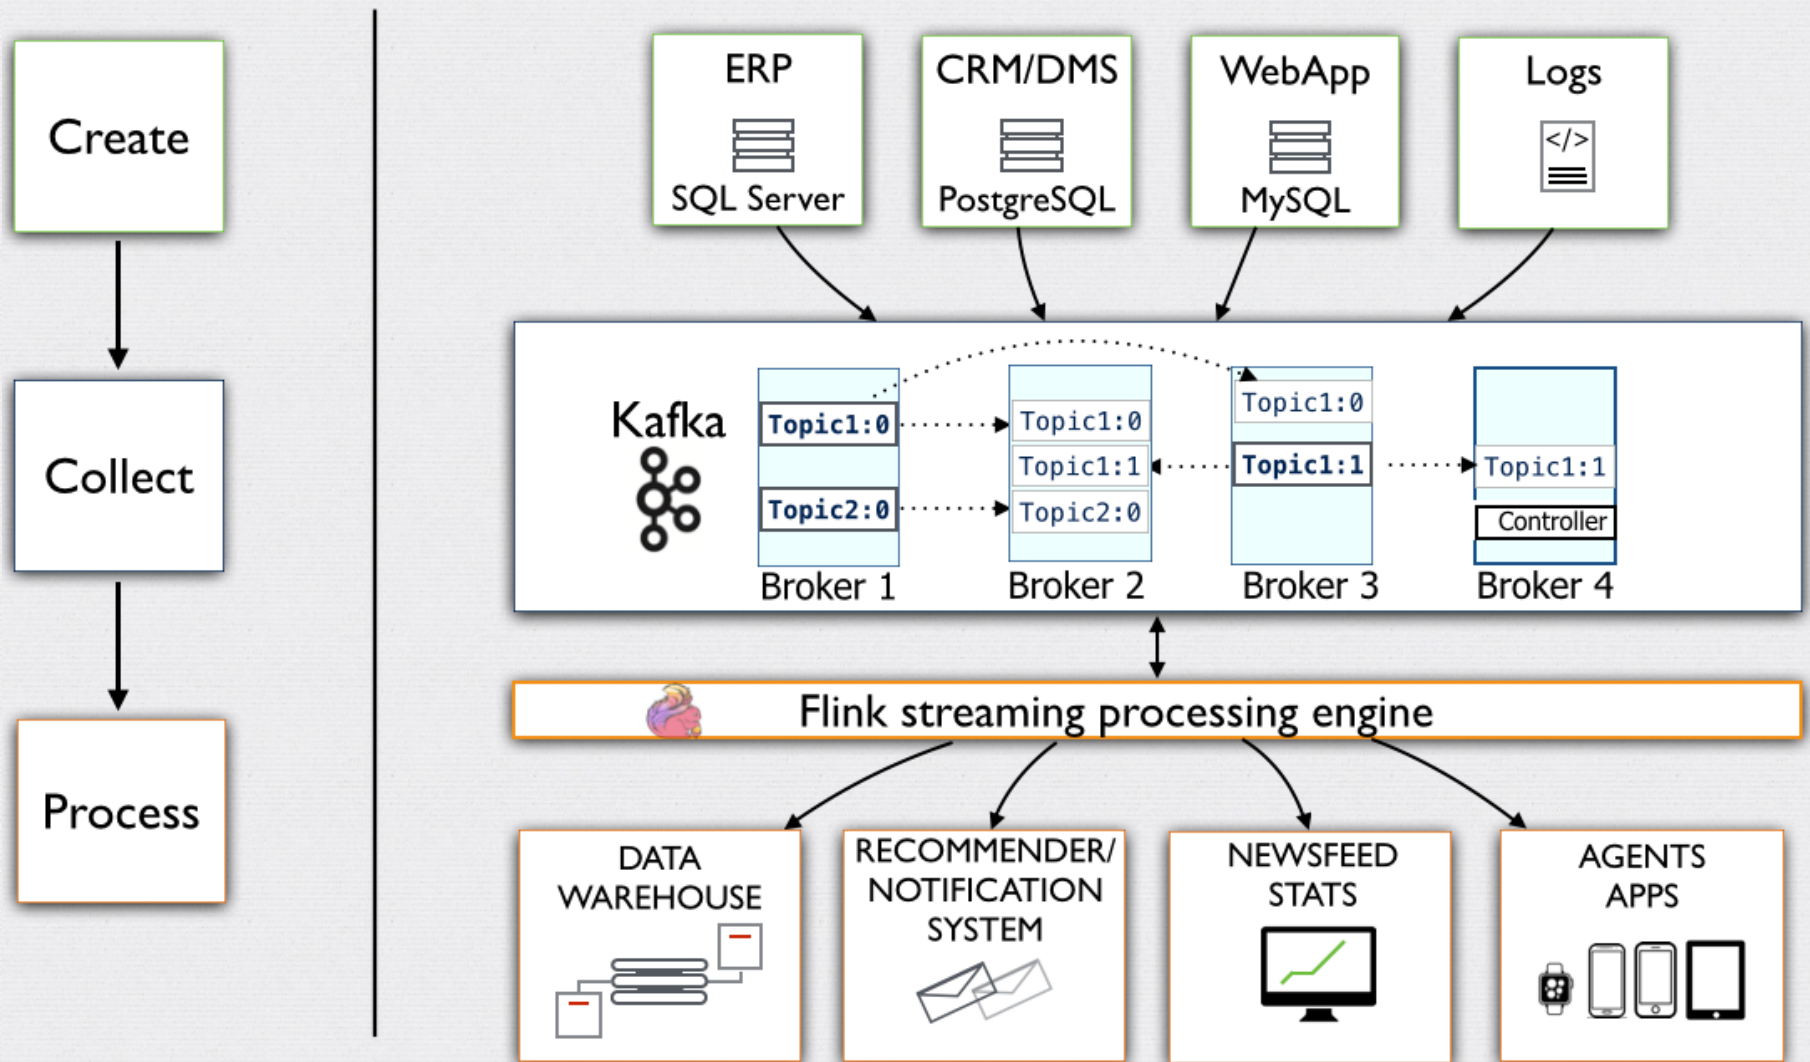 Create
Collect
Process
ERP
SQL Server
CRM/DMS
PostgreSQL
WebApp
MySQL
Logs
</>
Kafka
Topic1:0
Topic2:0
Broker 1
Topic1:0
Topic1:1
Topic2:0
Broker 2
Topic1:0
Topic1:1
Broker 3
Topic1:1
Controller
Broker 4
Flink streaming processing engine
DATA
WAREHOUSE
RECOMMENDER/
NOTIFICATION
SYSTEM
NEWSFEED
STATS
AGENTS
APPS